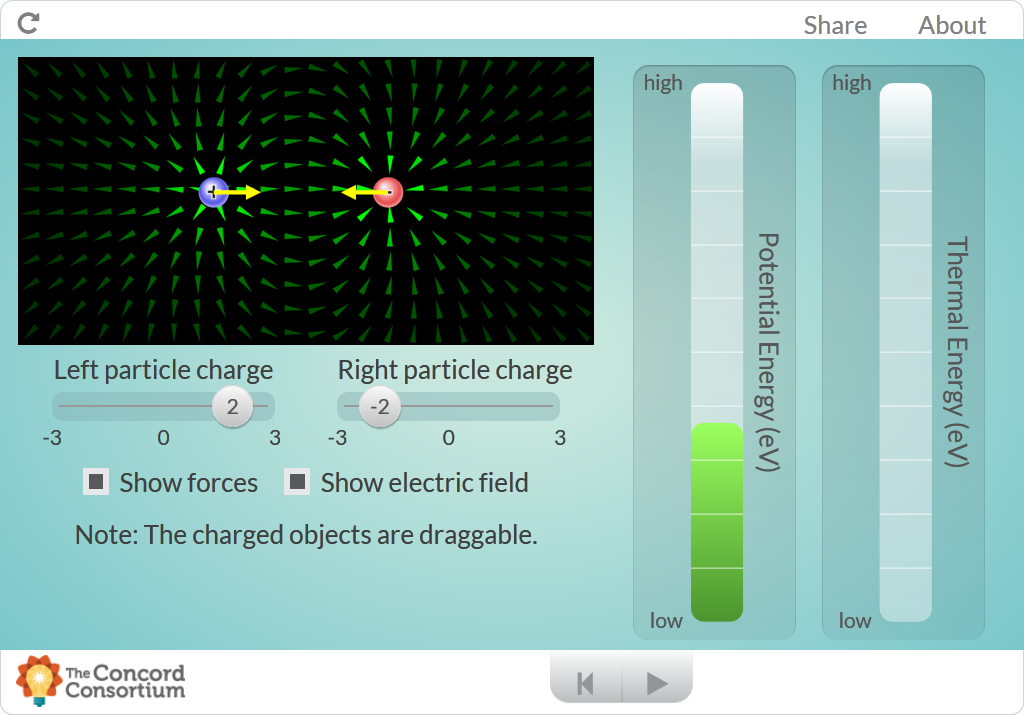 Share About
+ -
high high
Potential Energy (eV)
Thermal Energy (eV)
Left particle charge Right particle charge
2 -2
-3 0 3 -3 0 3
Show forces Show electric field
Note: The charged objects are draggable.
low low
The Concord
Consortium